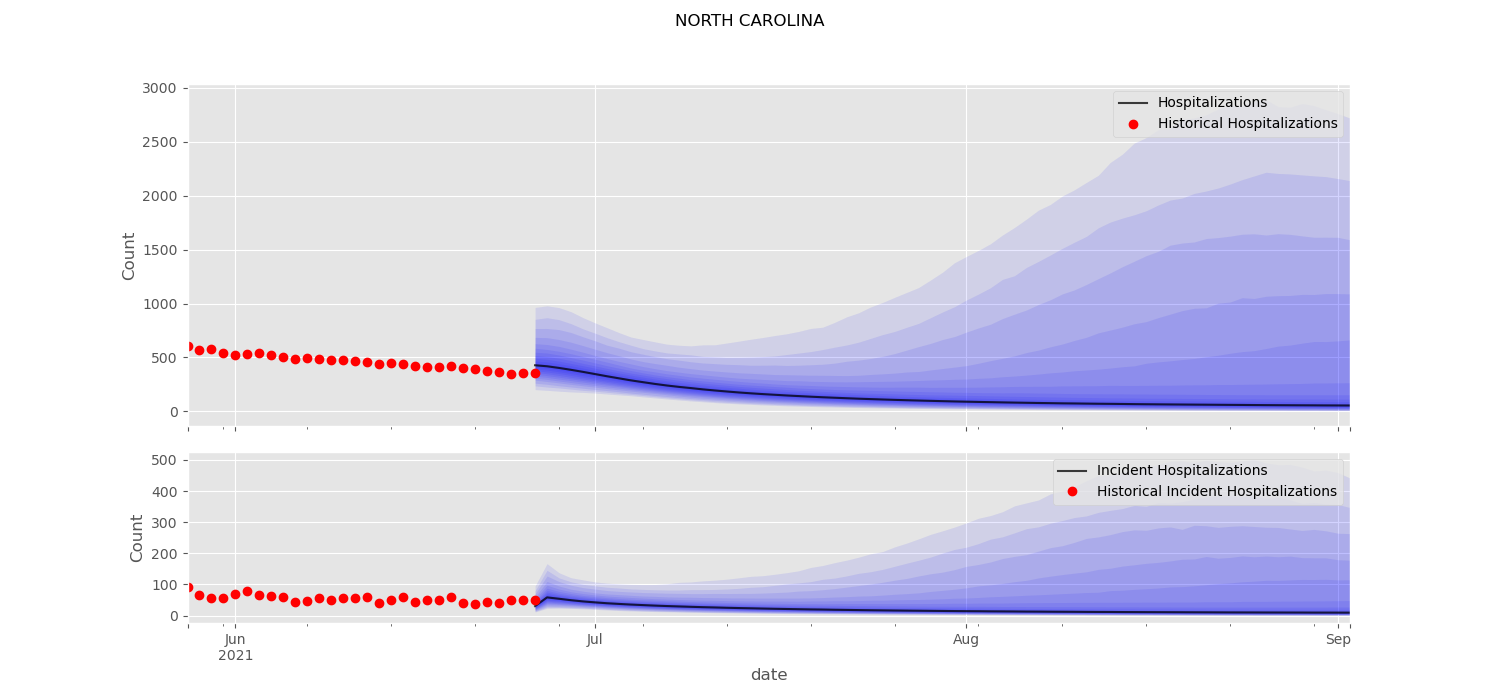 NORTH CAROLINA
3000
2500
2000
1500
1000
500
0
Count
Hospitalizations
Historical Hospitalizations
500
400
300
200
100
0
Count
Incident Hospitalizations
Historical Incident Hospitalizations
Jun
2021
Jul
Aug
Sep
date